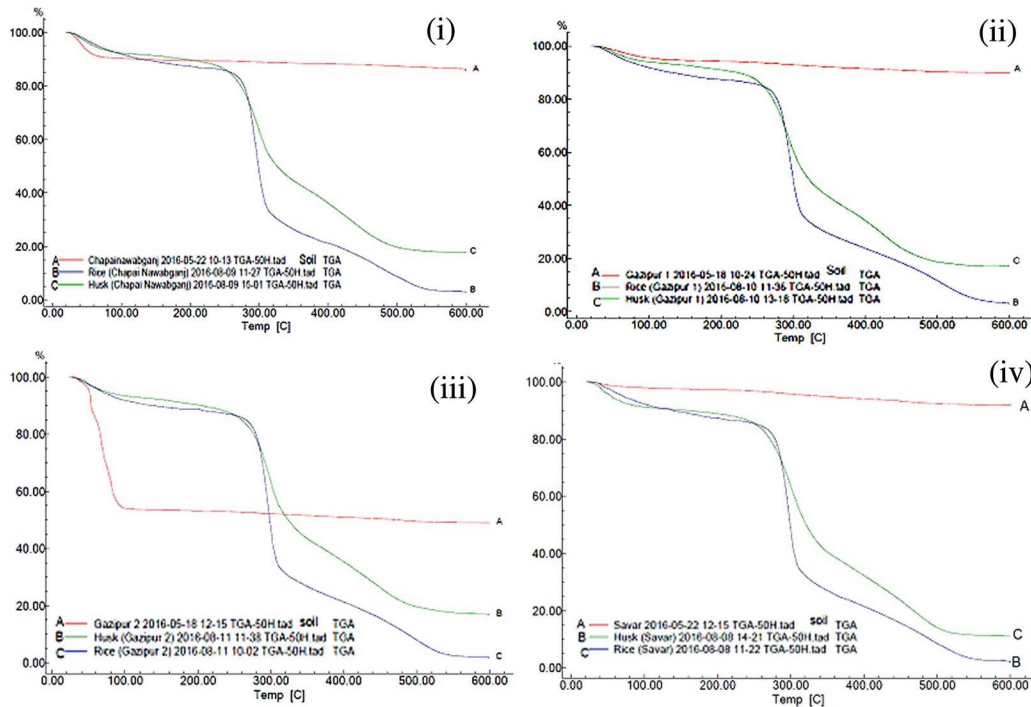 %
(i)
100.00
80.00
60.00
40.00
20.00
0.00
A
C
B
A Chapainawabganj 2016-05-22 10-13 TGA-50H.tad Soil TGA
B Rice (Chapai Nawabganj) 2016-08-09 11-27 TGA-50H.tad TGA
C Husk (Chapai Nawabganj) 2016-08-09 15-01 TGA-50H.tad TGA
0.00 100.00 200.00 300.00 400.00 500.00 600.00
Temp [C]
%
(ii)
100.00
80.00
60.00
40.00
20.00
0.00
A
C
B
A Gazipur 1 2016-05-18 10-24 TGA-50H.tad Soil TGA
B Rice (Gazipur 1) 2016-08-10 11-36 TGA-50H.tad TGA
C Husk (Gazipur 1) 2016-08-10 13-18 TGA-50H.tad TGA
0.00 100.00 200.00 300.00 400.00 500.00 600.00
Temp [C]
%
(iii)
100.00
80.00
60.00
40.00
20.00
0.00
A
B
C
A Gazipur 2 2016-05-18 12-15 TGA-50H.tad soil TGA
B Husk (Gazipur 2) 2016-08-11 11-38 TGA-50H.tad TGA
C Rice (Gazipur 2) 2016-08-11 10-02 TGA-50H.tad TGA
0.00 100.00 200.00 300.00 400.00 500.00 600.00
Temp [C]
%
(iv)
100.00
80.00
60.00
40.00
20.00
0.00
A
C
B
A Savar 2016-05-22 12-15 TGA-50H.tad soil TGA
C Husk (Savar) 2016-08-08 14-21 TGA-50H.tad TGA
B Rice (Savar) 2016-08-08 11-22 TGA-50H.tad TGA
0.00 100.00 200.00 300.00 400.00 500.00 600.00
Temp [C]